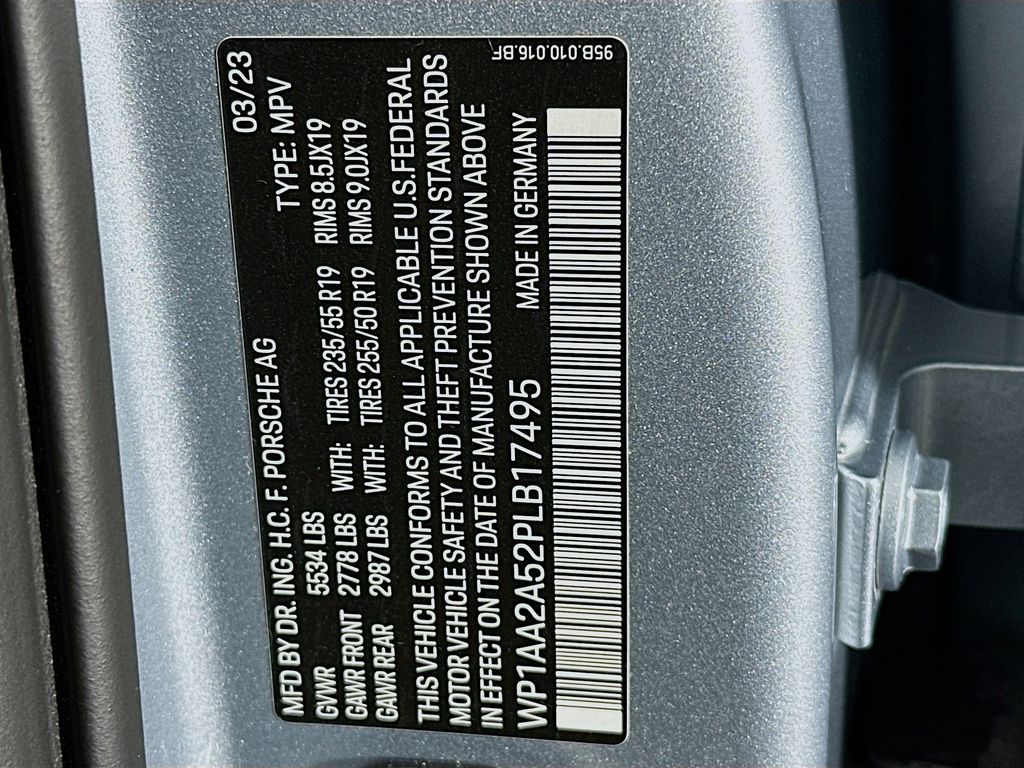 MFD BY DR. ING. H.C. F. PORSCHE AG 03/23
GVWR 5534 LBS TYPE: MPV
GAWR FRONT 2778 LBS WITH: TIRES 235/55 R19 RIMS 8.5JX19
GAWR REAR 2987 LBS WITH: TIRES 255/50 R19 RIMS 9.0JX19
THIS VEHICLE CONFORMS TO ALL APPLICABLE U.S.FEDERAL
MOTOR VEHICLE SAFETY AND THEFT PREVENTION STANDARDS
IN EFFECT ON THE DATE OF MANUFACTURE SHOWN ABOVE
WP1AA2A52PLB17495 MADE IN GERMANY
95B.010.016.BF